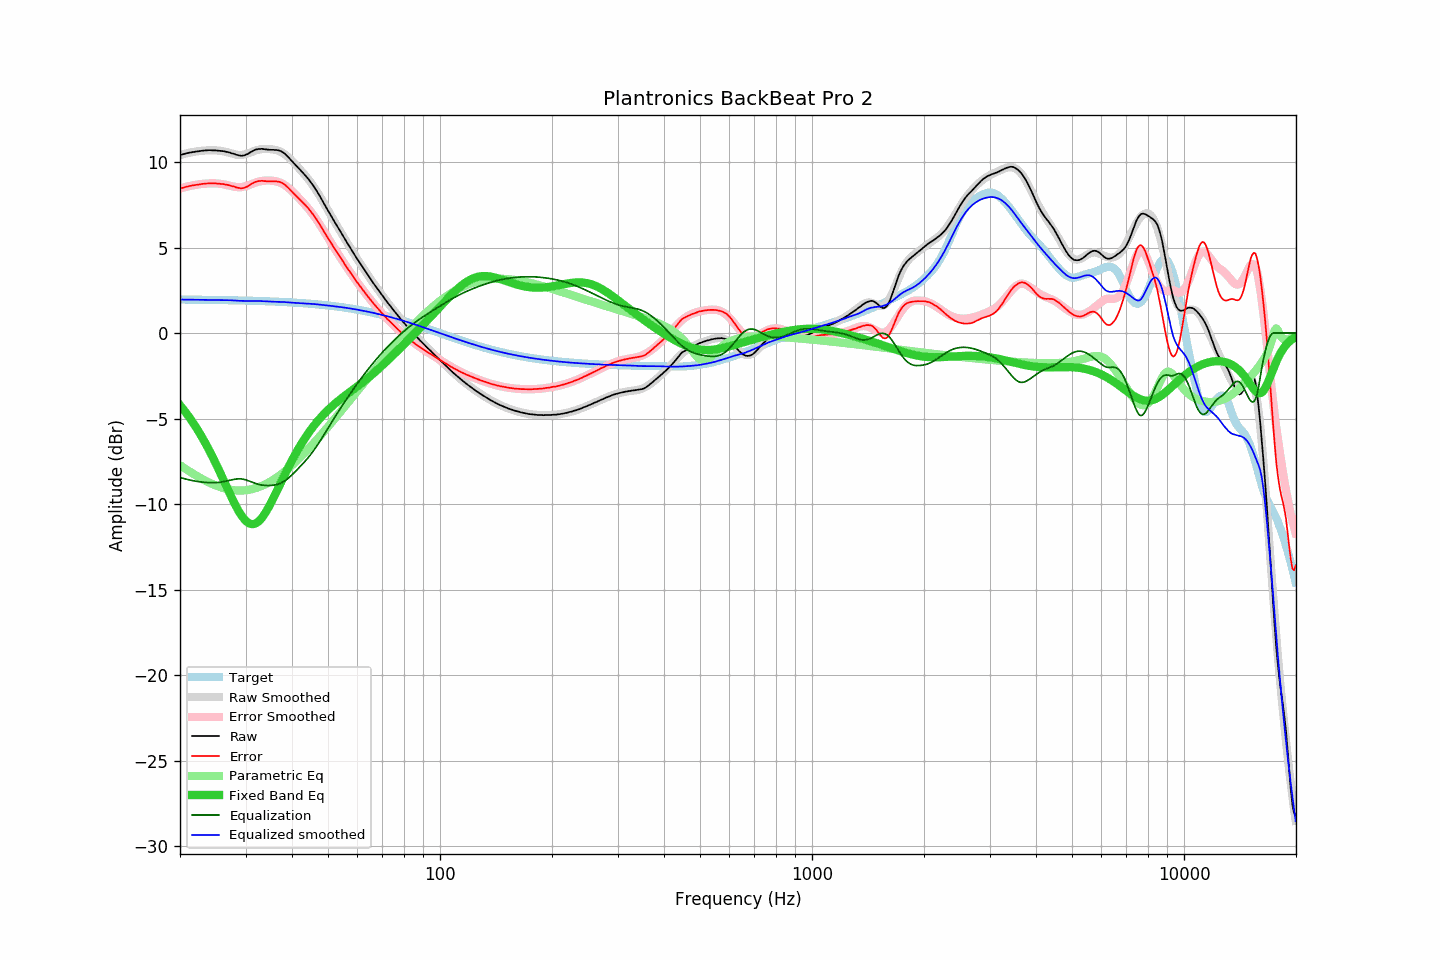 Plantronics BackBeat Pro 2
10
5
0
−5
−10
−15
−20
−25
−30
Amplitude (dBr)
Target
Raw Smoothed
Error Smoothed
Raw
Error
Parametric Eq
Fixed Band Eq
Equalization
Equalized smoothed
100
1000
10000
Frequency (Hz)